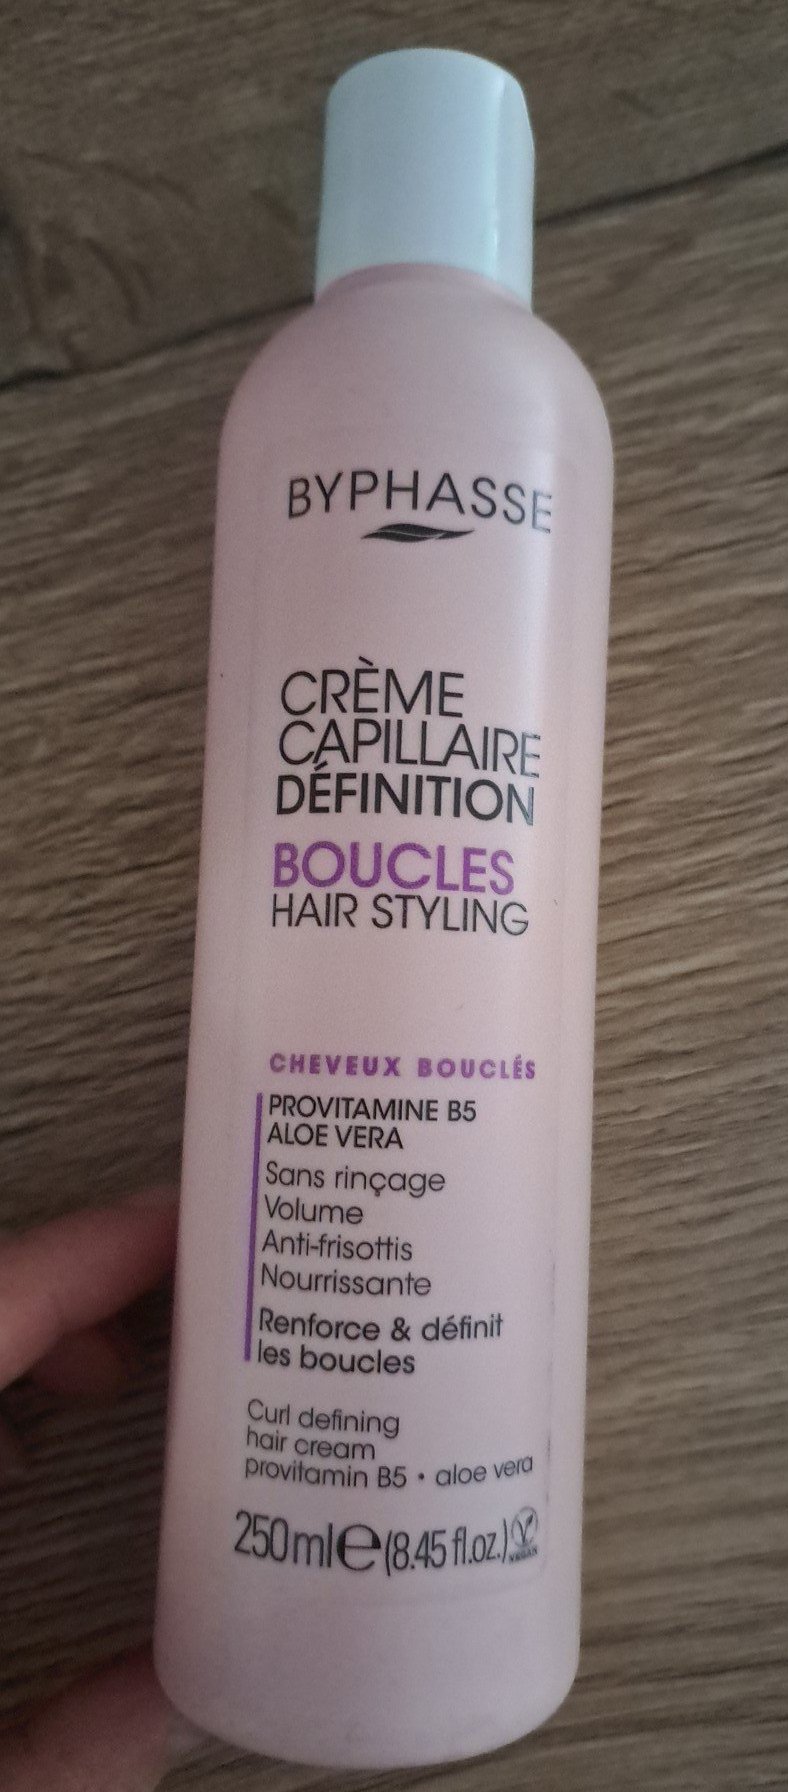 BYPHASSE
CRÈME
CAPILLAIRE
DÉFINITION
BOUCLES
HAIR STYLING
CHEVEUX BOUCLÉS
PROVITAMINE B5
ALOE VERA
Sans rinçage
Volume
Anti-frisottis
Nourrissante
Renforce & définit
les boucles
Curl defining
hair cream
provitamin B5 • aloe vera
250ml e (8.45 fl.oz.) VEGAN